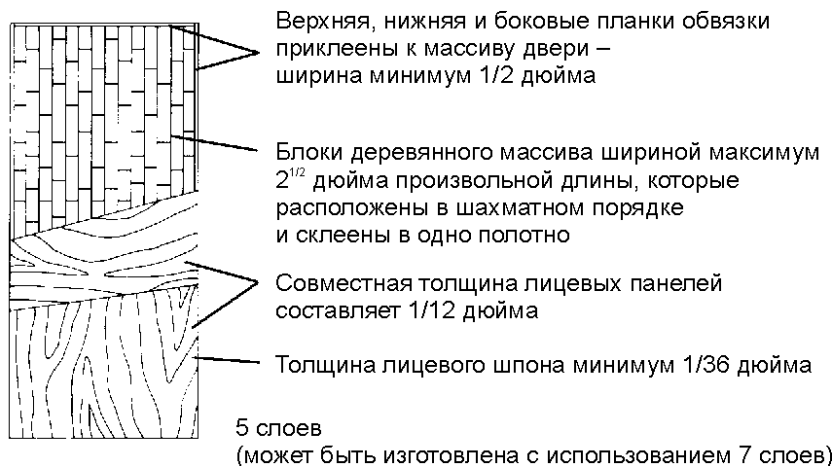 Верхняя, нижняя и боковые планки обвязки
приклеены к массиву двери –
ширина минимум 1/2 дюйма
Блоки деревянного массива шириной максимум
2^1/2 дюйма произвольной длины, которые
расположены в шахматном порядке
и склеены в одно полотно
Совместная толщина лицевых панелей
составляет 1/12 дюйма
Толщина лицевого шпона минимум 1/36 дюйма
5 слоев
(может быть изготовлена с использованием 7 слоев)